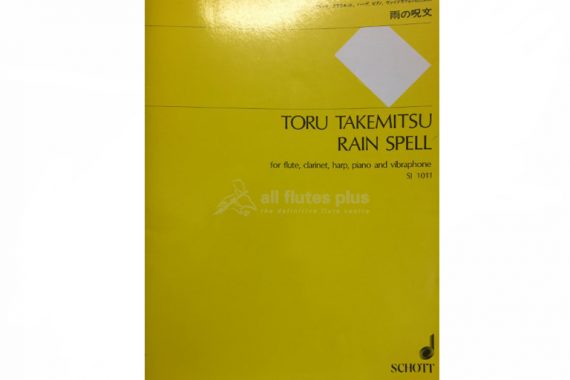 雨の呪文
TORU TAKEMITSU
RAIN SPELL
for flute, clarinet, harp, piano and vibraphone
SJ 1011
all flutes plus
the definitive flute centre
SCHOTT